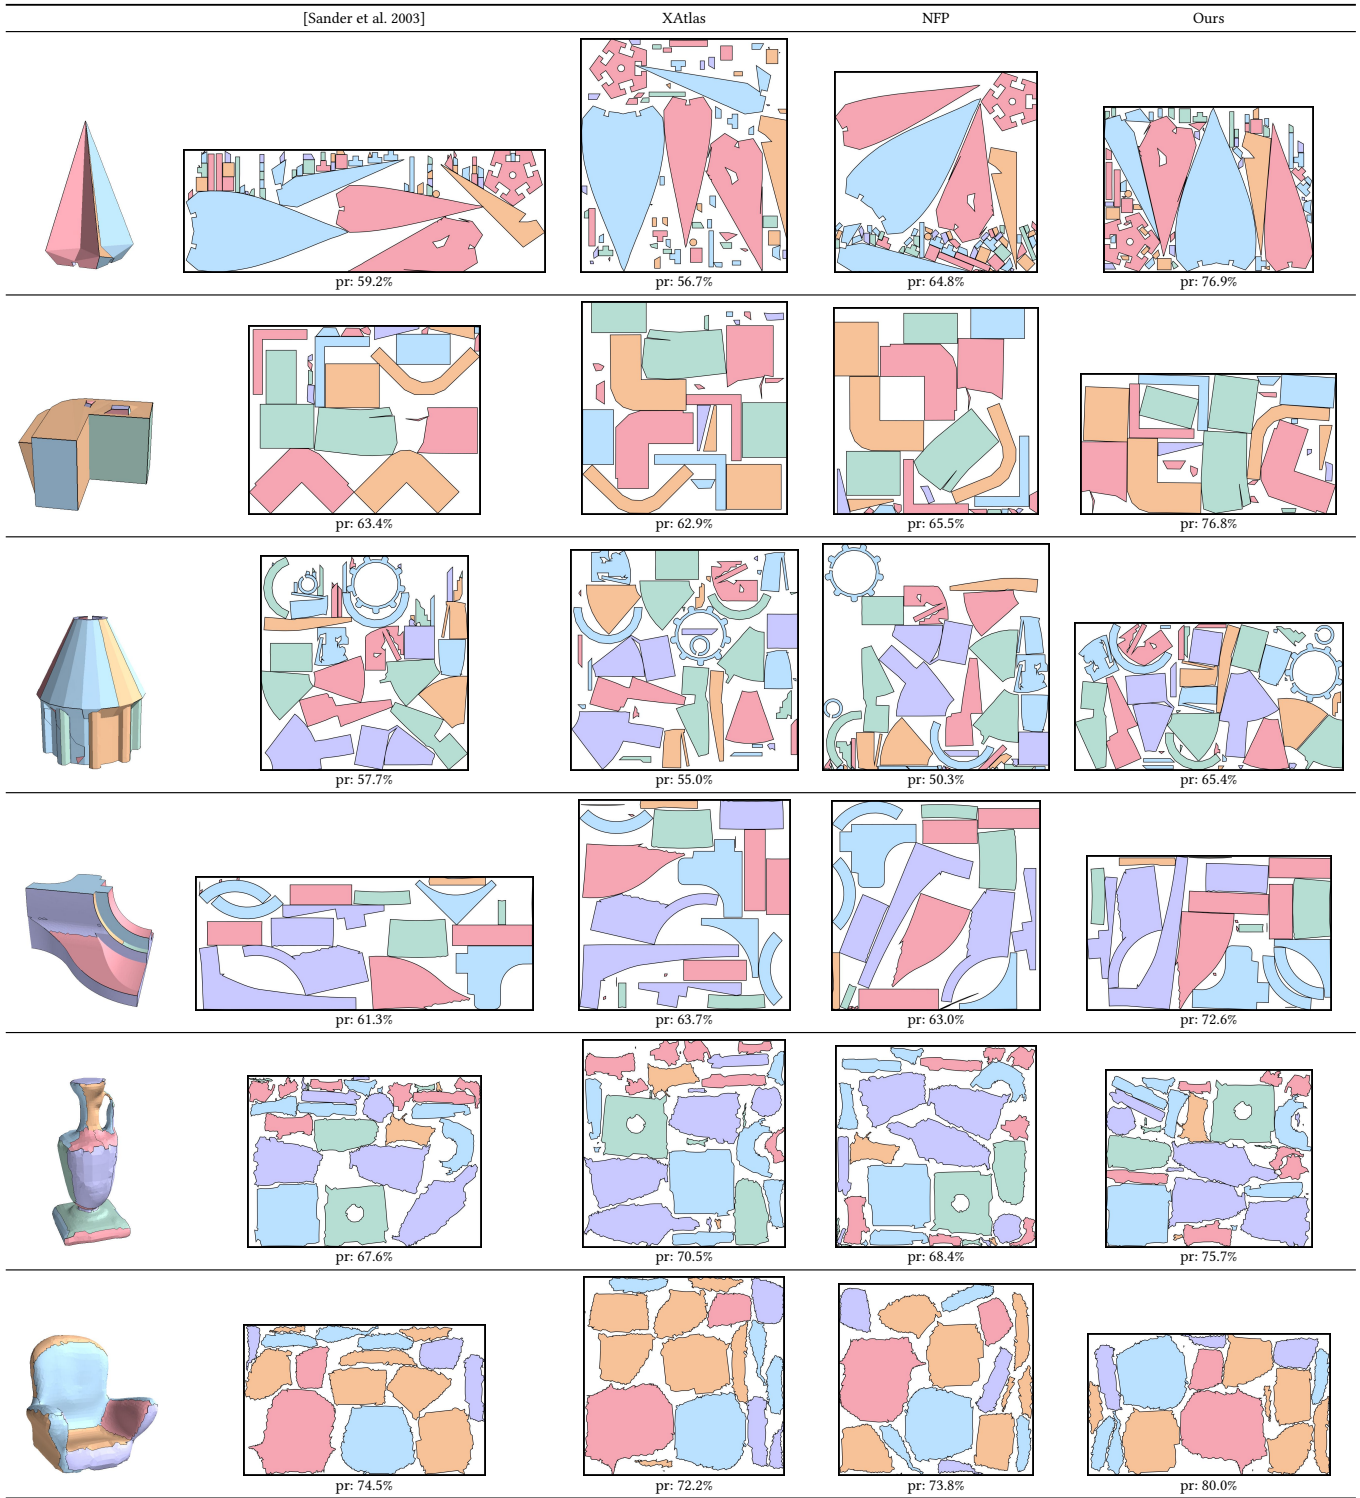 [Sander et al. 2003] XAtlas NFP Ours
pr: 59.2% pr: 56.7% pr: 64.8% pr: 76.9%
pr: 63.4% pr: 62.9% pr: 65.5% pr: 76.8%
pr: 57.7% pr: 55.0% pr: 50.3% pr: 65.4%
pr: 61.3% pr: 63.7% pr: 63.0% pr: 72.6%
pr: 67.6% pr: 70.5% pr: 68.4% pr: 75.7%
pr: 74.5% pr: 72.2% pr: 73.8% pr: 80.0%